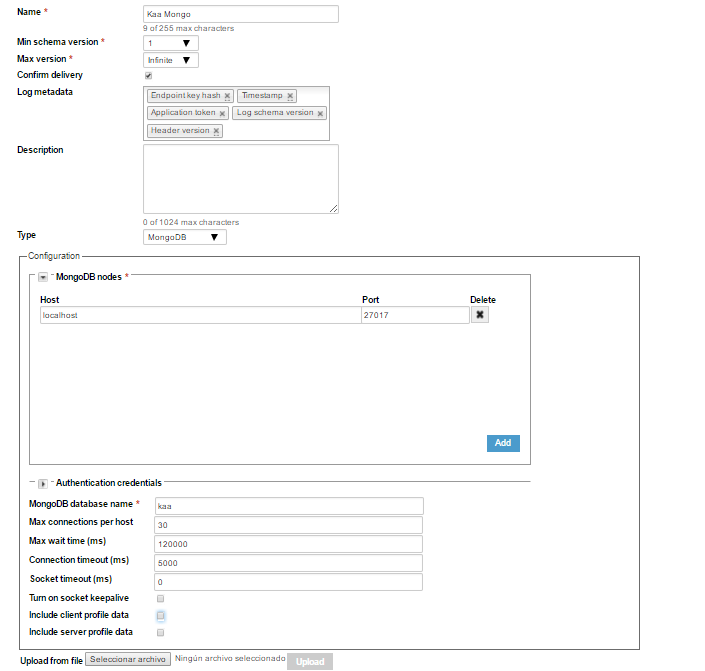 Name *
Kaa Mongo
9 of 255 max characters
Min schema version *
1
Max version *
Infinite
Confirm delivery
Log metadata
Endpoint key hash
Timestamp
Application token
Log schema version
Header version
Description
0 of 1024 max characters
Type
MongoDB
Configuration
MongoDB nodes *
Host Port Delete
localhost 27017
Add
Authentication credentials
MongoDB database name *
kaa
Max connections per host
30
Max wait time (ms)
120000
Connection timeout (ms)
5000
Socket timeout (ms)
0
Turn on socket keepalive
Include client profile data
Include server profile data
Upload from file Seleccionar archivo Ningún archivo seleccionado Upload